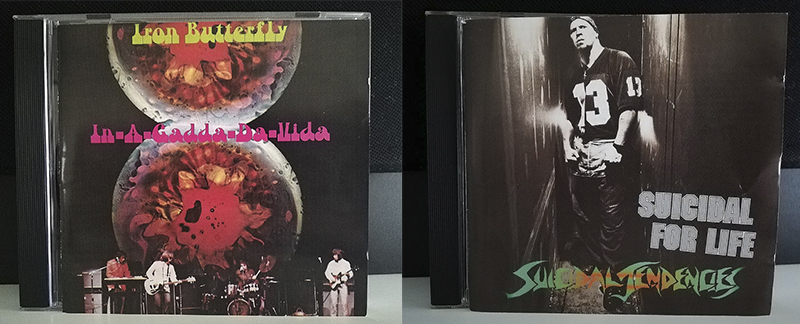 Iron Butterfly
In-A-Gadda-Da-Vida
13
13
SUICIDAL
FOR LIFE
SUICIDAL TENDENCIES